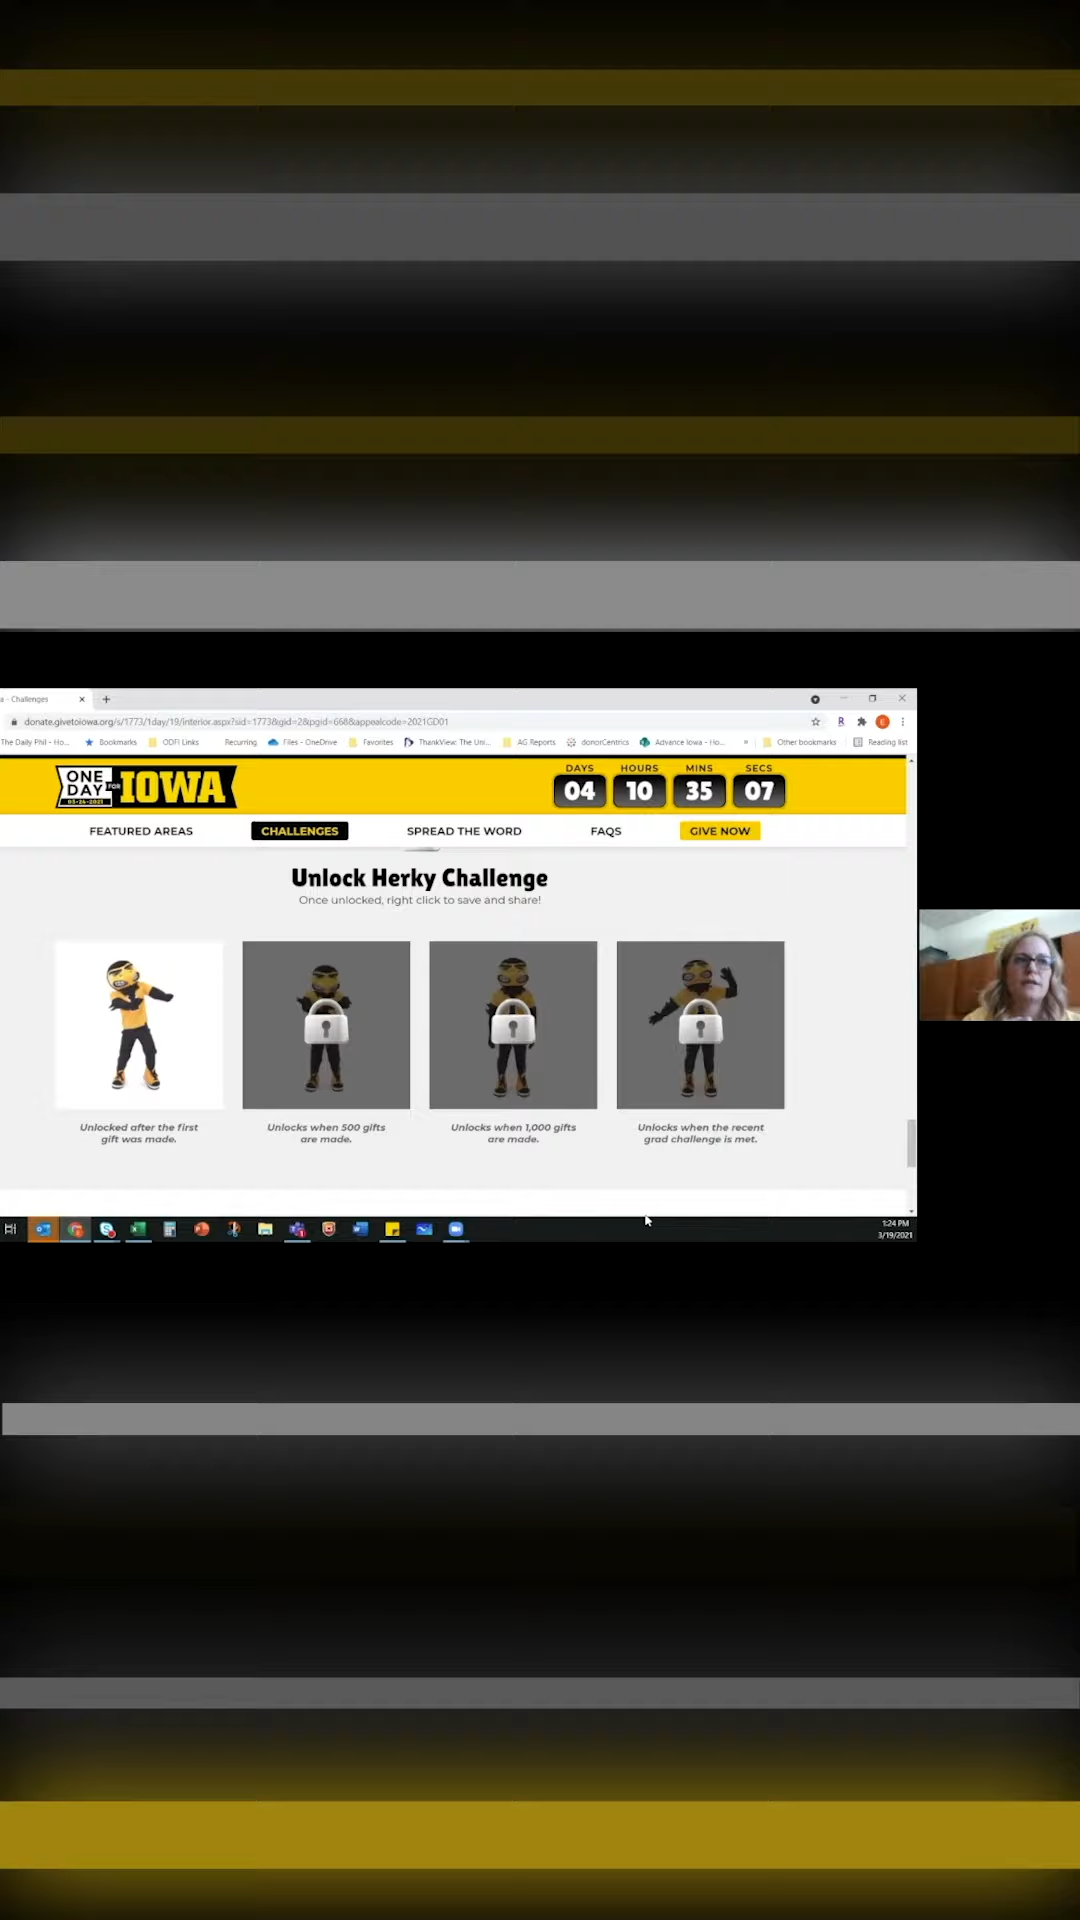 a - Challenges
donate.givetoiowa.org/s/1773/1day/19/interior.aspx?sid=1773&gid=2&pgid=668&appealcode=2021GD01
The Daily Phil - Ho... Bookmarks ODFI Links Recurring Files - OneDrive Favorites ThankView: The Uni... AG Reports donorCentrics Advance Iowa - Ho... » Other bookmarks Reading list
ONE DAY FOR IOWA
03-24-2021
DAYS HOURS MINS SECS
04 10 35 07
FEATURED AREAS CHALLENGES SPREAD THE WORD FAQS GIVE NOW
Unlock Herky Challenge
Once unlocked, right click to save and share!
Unlocked after the first
gift was made.
Unlocks when 500 gifts
are made.
Unlocks when 1,000 gifts
are made.
Unlocks when the recent
grad challenge is met.
1:24 PM
3/19/2021